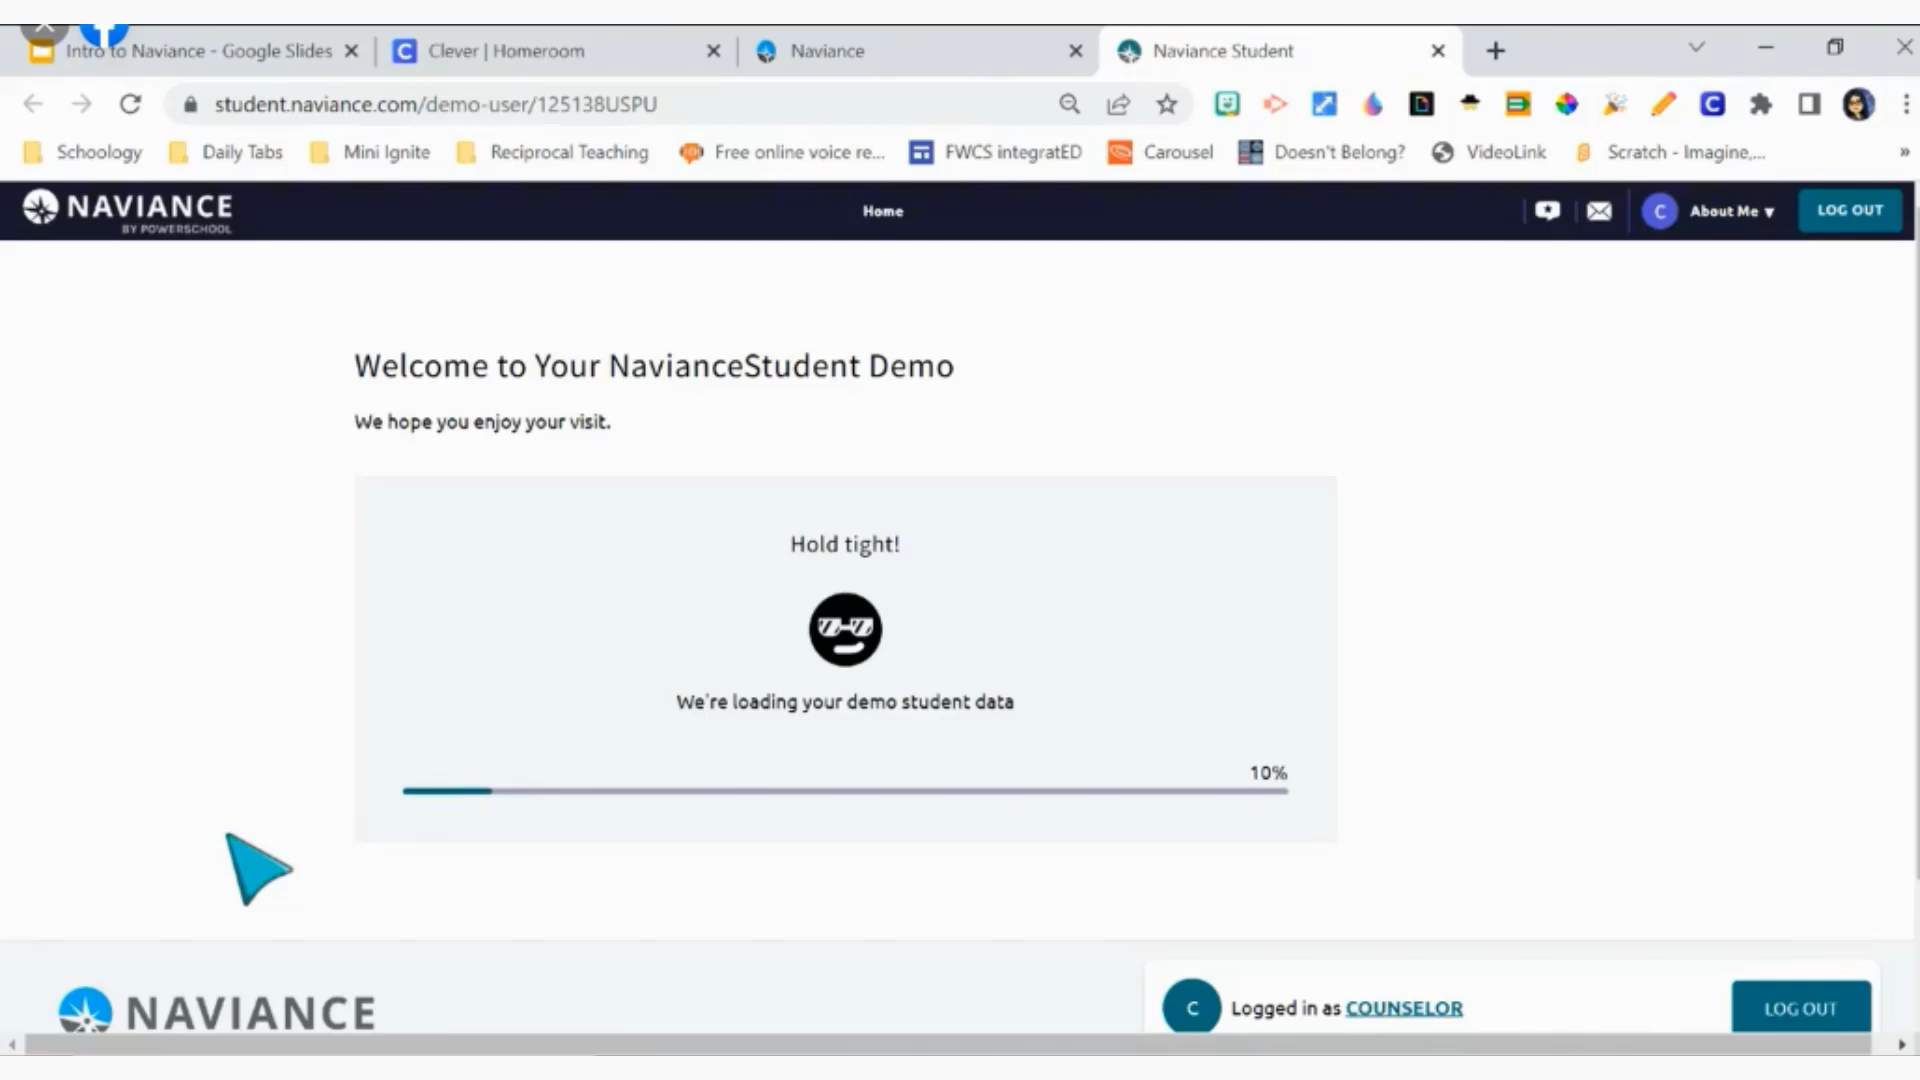 Intro to Naviance - Google Slides
Clever | Homeroom
Naviance
Naviance Student
student.naviance.com/demo-user/125138USPU
Schoology
Daily Tabs
Mini Ignite
Reciprocal Teaching
Free online voice re...
FWCS integratED
Carousel
Doesn't Belong?
VideoLink
Scratch - Imagine,...
NAVIANCE
BY POWERSCHOOL
Home
C
About Me
LOG OUT
Welcome to Your NavianceStudent Demo
We hope you enjoy your visit.
Hold tight!
We're loading your demo student data
10%
NAVIANCE
C
Logged in as COUNSELOR
LOG OUT